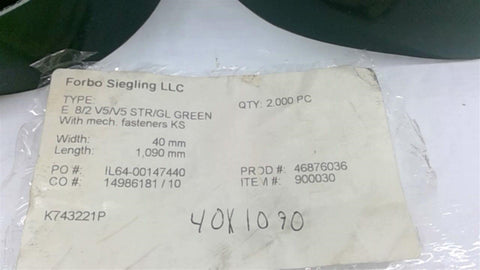 Forbo Siegling LLC
TYPE: QTY: 2.000 PC
E 8/2 V5/V5 STR/GL GREEN
With mech. fasteners KS
Width: 40 mm
Length: 1,090 mm
PO #: IL64-00147440 PROD #: 46876036
CO #: 14986181 / 10 ITEM #: 900030
K743221P
40X1090